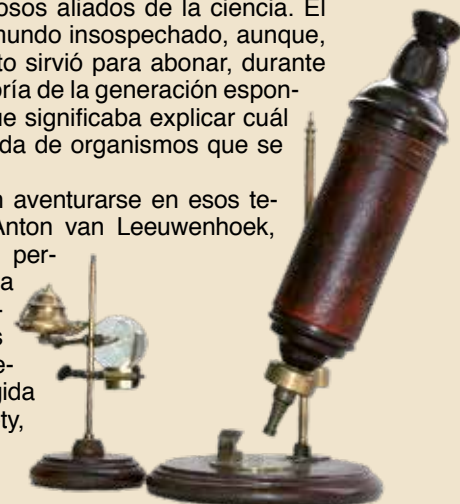 osos aliados de la ciencia. El
mundo insospechado, aunque,
to sirvió para abonar, durante
oría de la generación espon-
ue significaba explicar cuál
da de organismos que se
n aventurarse en esos te-
Anton van Leeuwenhoek,
per-
a
s
e-
gida
ty,